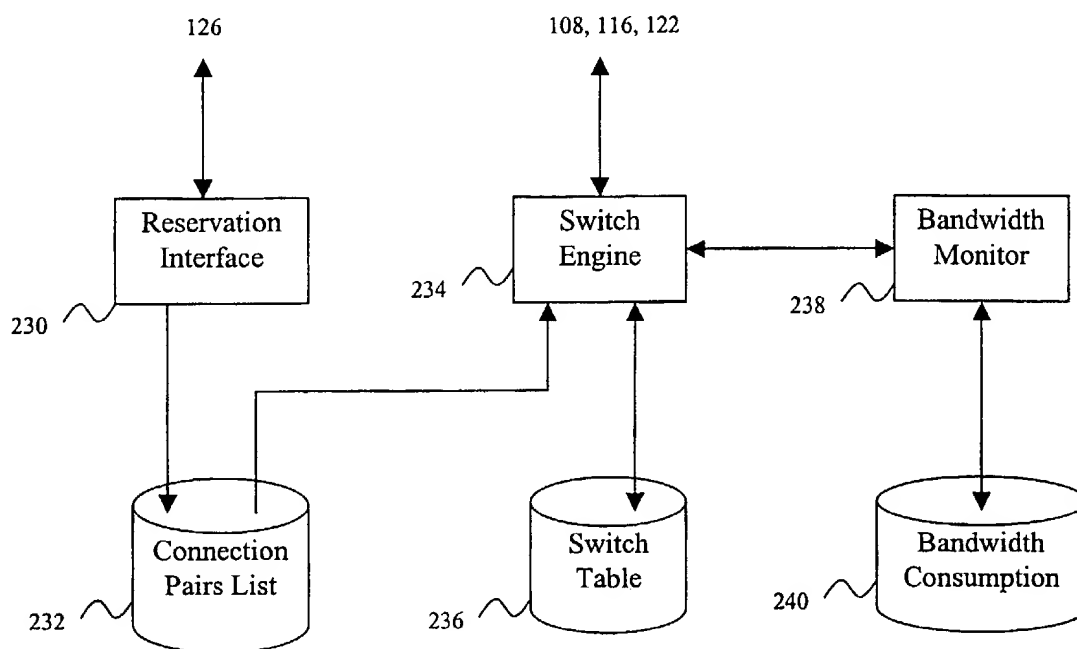 126
108, 116, 122
Reservation
Interface
230
Switch
Engine
234
Bandwidth
Monitor
238
Connection
Pairs List
232
Switch
Table
236
Bandwidth
Consumption
240